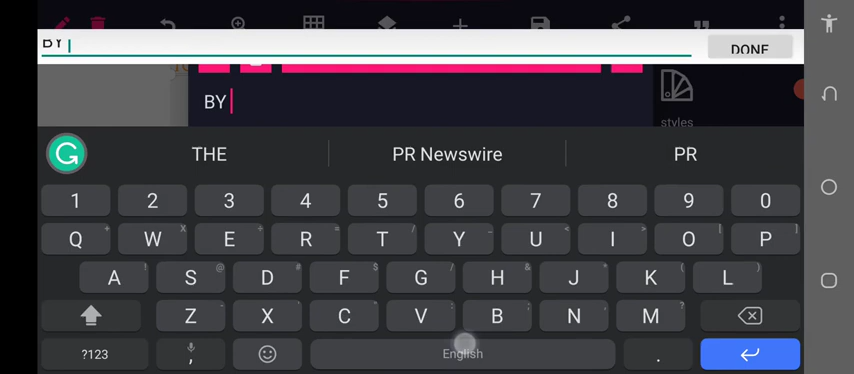 BY
DONE
BY
styles
THE PR Newswire PR
1 2 3 4 5 6 7 8 9 0
Q + W X E ÷ R = T / Y _ U < I > O [ P ]
A ! S @ D # F $ G / H & J * K ( L )
Z - X ' C " V : B ; N , M ?
?123 , English .